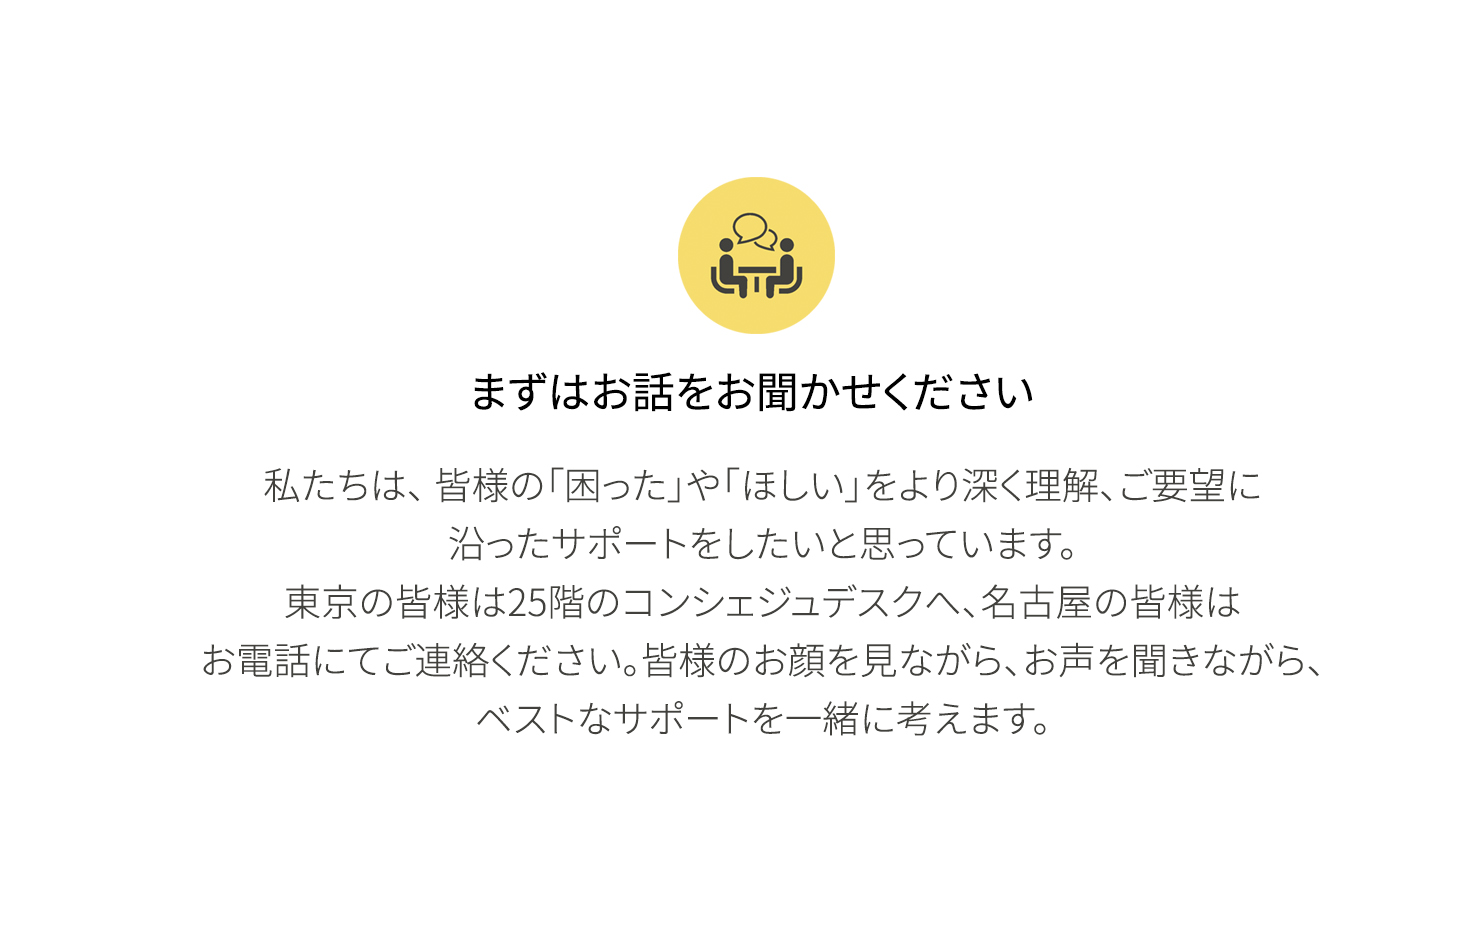 まずはお話をお聞かせください
私たちは、皆様の「困った」や「ほしい」をより深く理解、ご要望に
沿ったサポートをしたいと思っています。
東京の皆様は25階のコンシェジュデスクへ、名古屋の皆様は
お電話にてご連絡ください。皆様のお顔を見ながら、お声を聞きながら、
ベストなサポートを一緒に考えます。